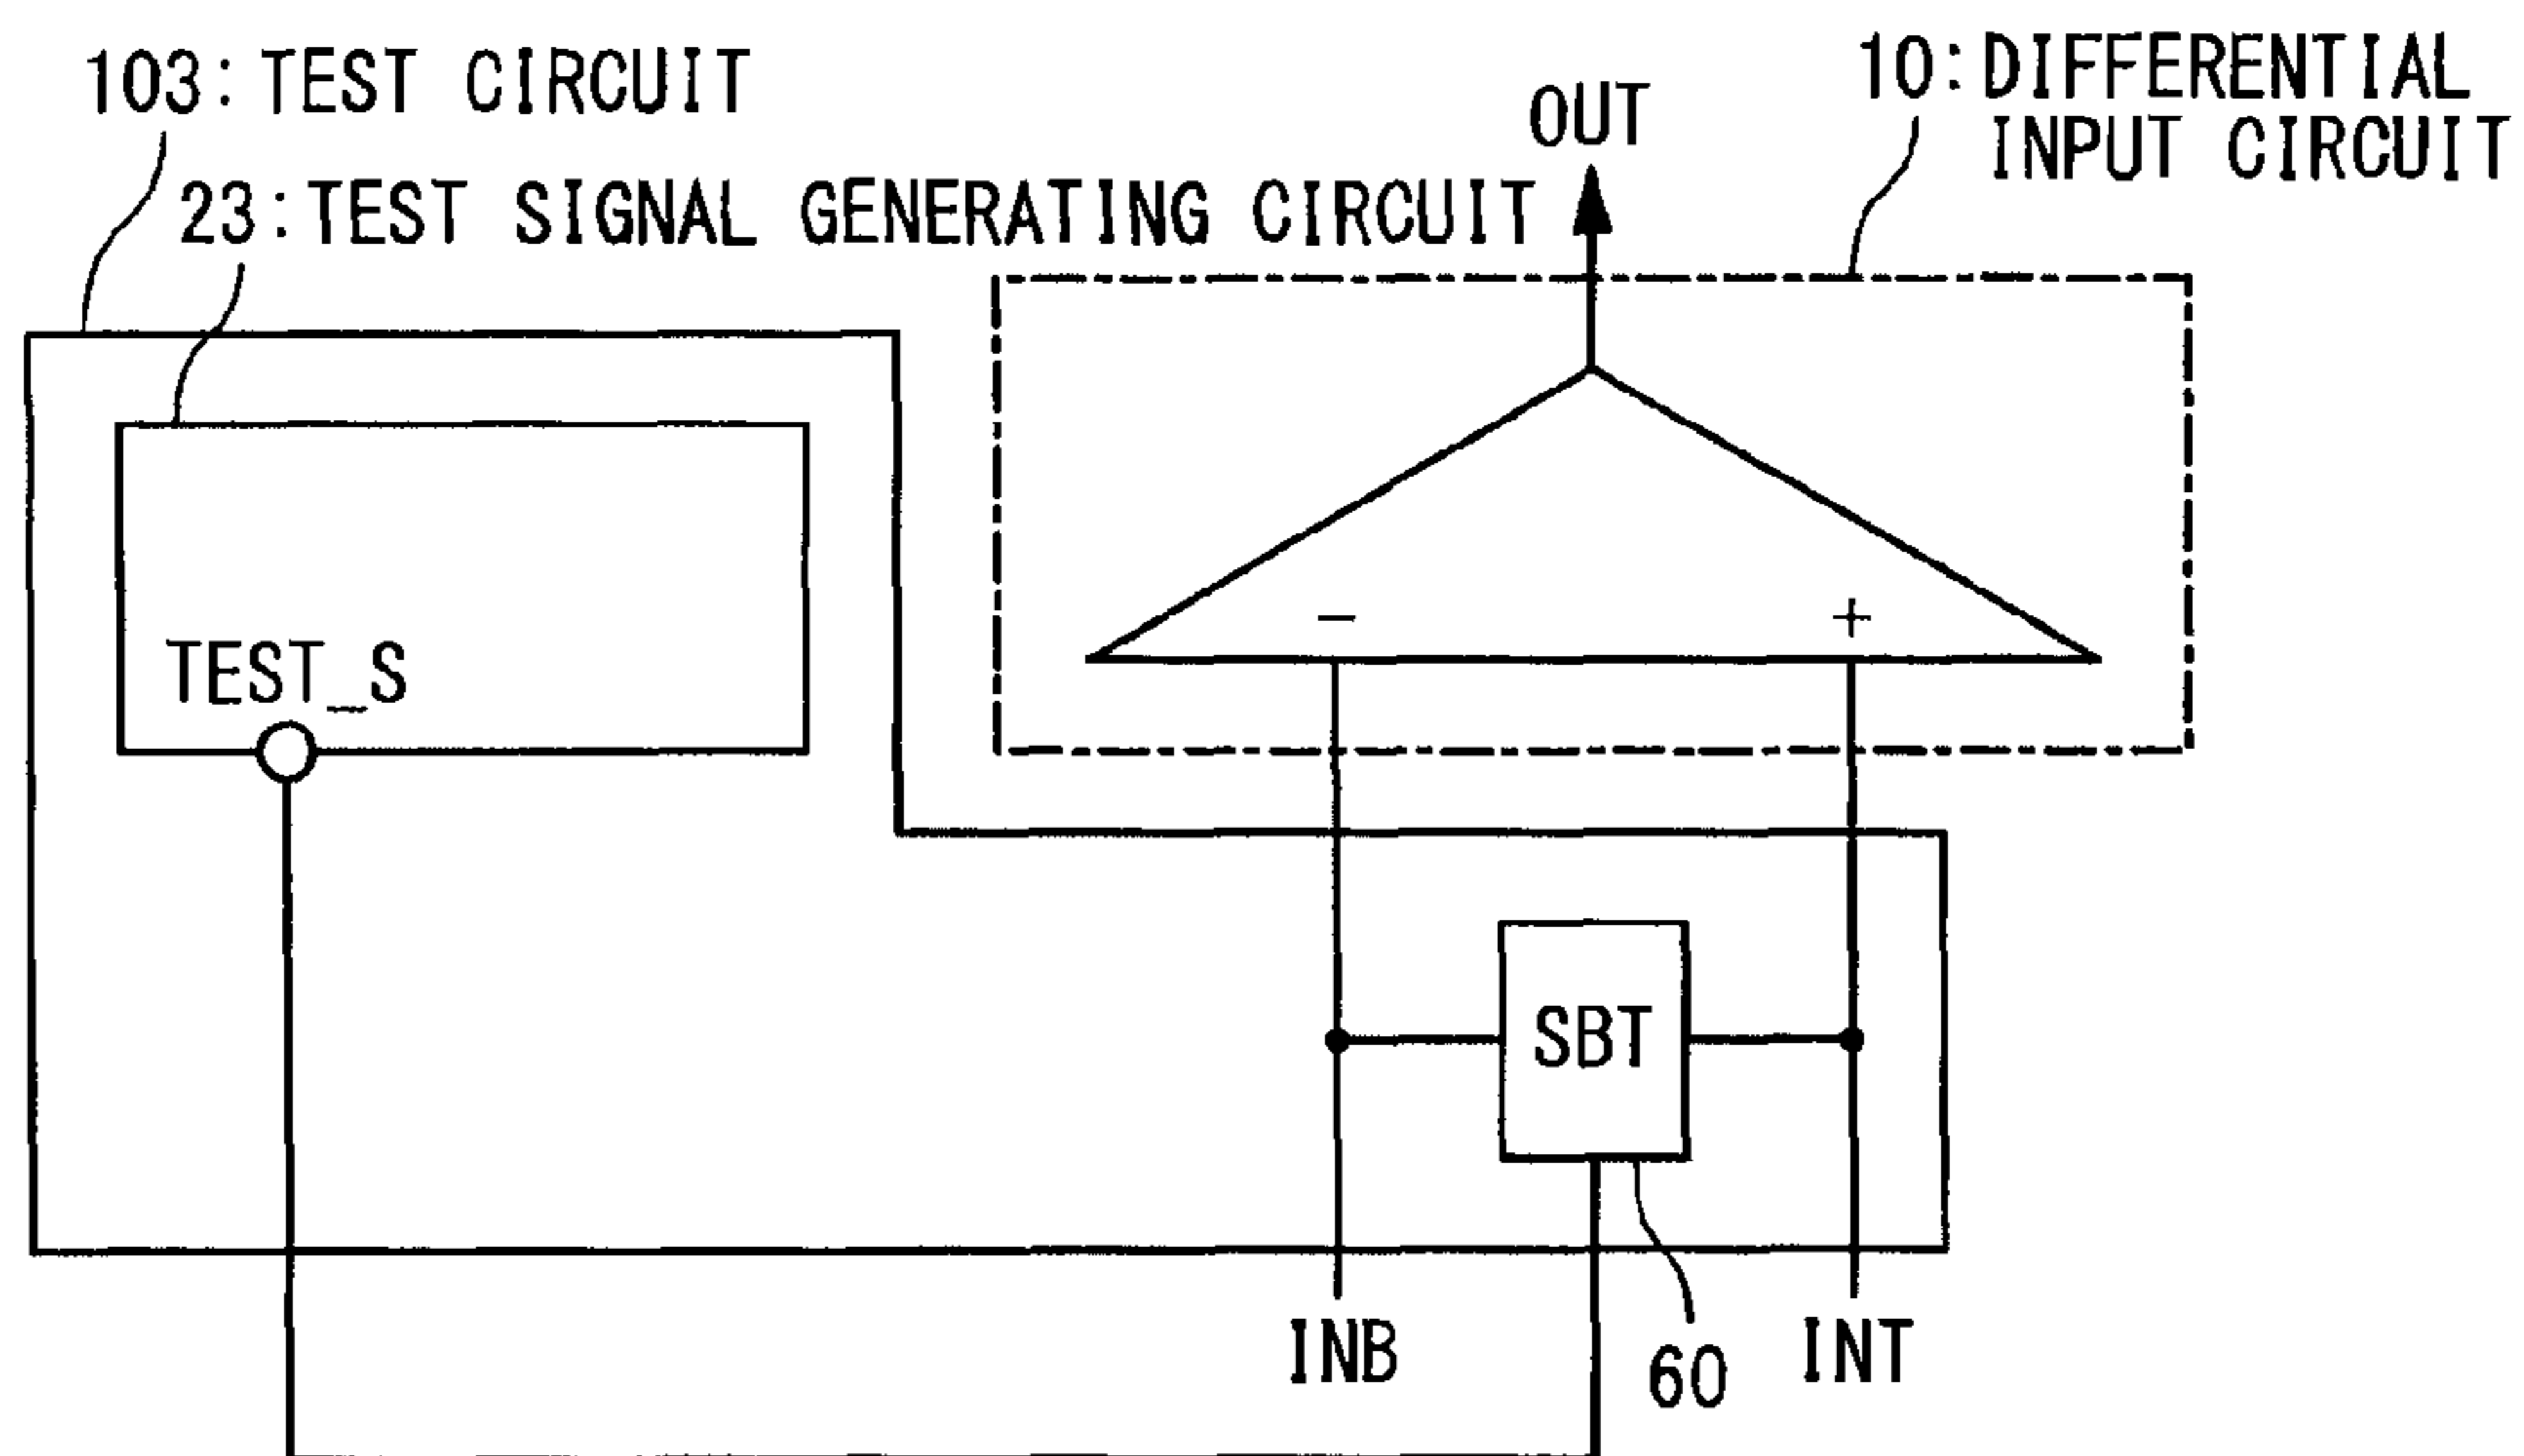 103:TEST CIRCUIT
23:TEST SIGNAL GENERATING CIRCUIT
OUT
10:DIFFERENTIAL
INPUT CIRCUIT
TEST_S
- +
SBT
INB
60
INT